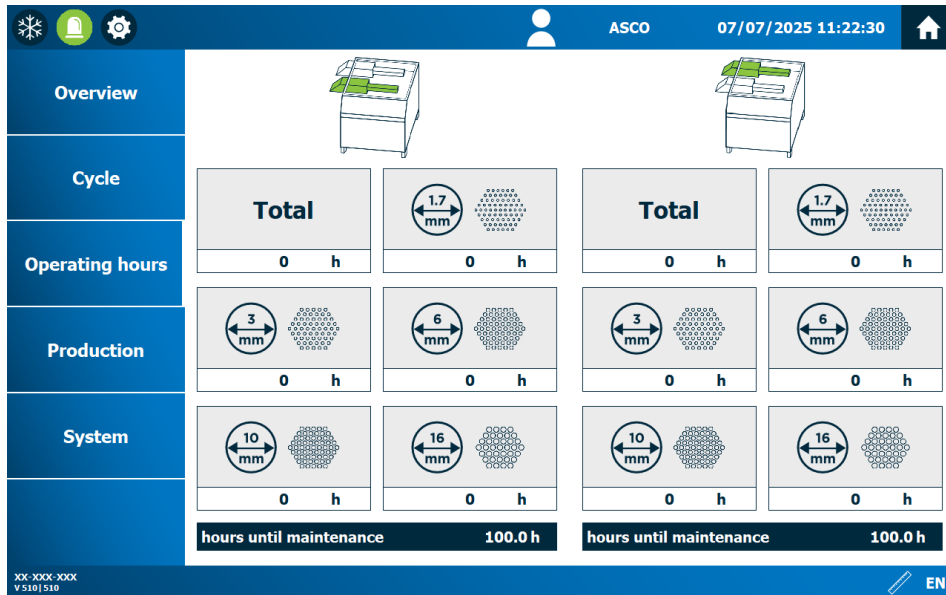 ASCO 07/07/2025 11:22:30
Overview
Cycle
Operating hours
Production
System
Total 1.7 mm
0 h 0 h
3 mm 6 mm
0 h 0 h
10 mm 16 mm
0 h 0 h
hours until maintenance 100.0 h
Total 1.7 mm
0 h 0 h
3 mm 6 mm
0 h 0 h
10 mm 16 mm
0 h 0 h
hours until maintenance 100.0 h
XX-XXX-XXX
V 510|510
EN